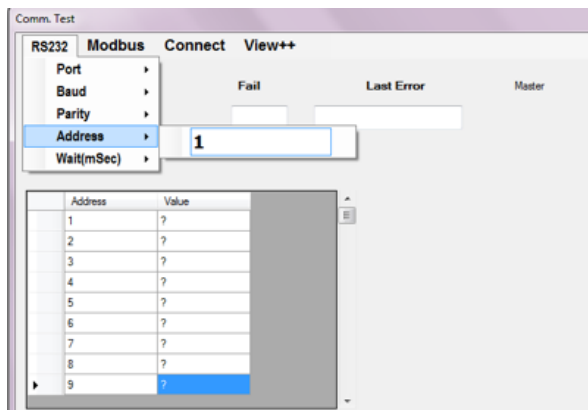 Comm. Test
RS232 Modbus Connect View++
Port
Baud
Fail Last Error Master
Parity
Address 1
Wait(mSec)
Address Value
1 ?
2 ?
3 ?
4 ?
5 ?
6 ?
7 ?
8 ?
9 ?